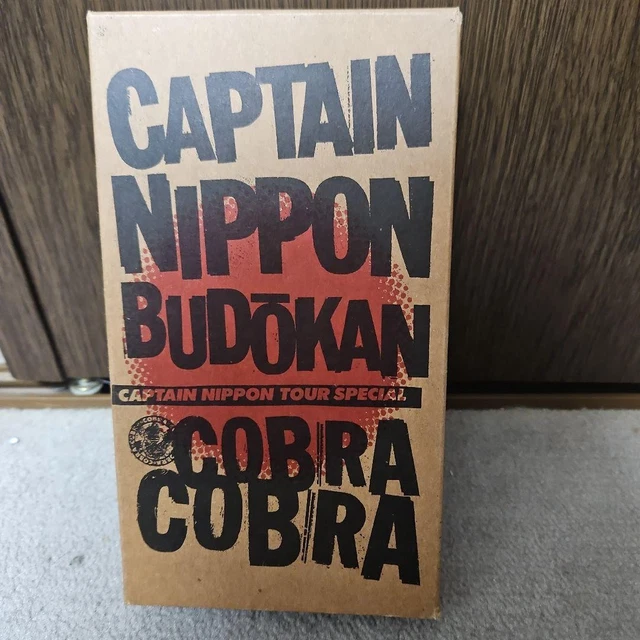 CAPTAIN
NIPPON
BUDŌKAN
CAPTAIN NIPPON TOUR SPECIAL
COBRA
COBRA